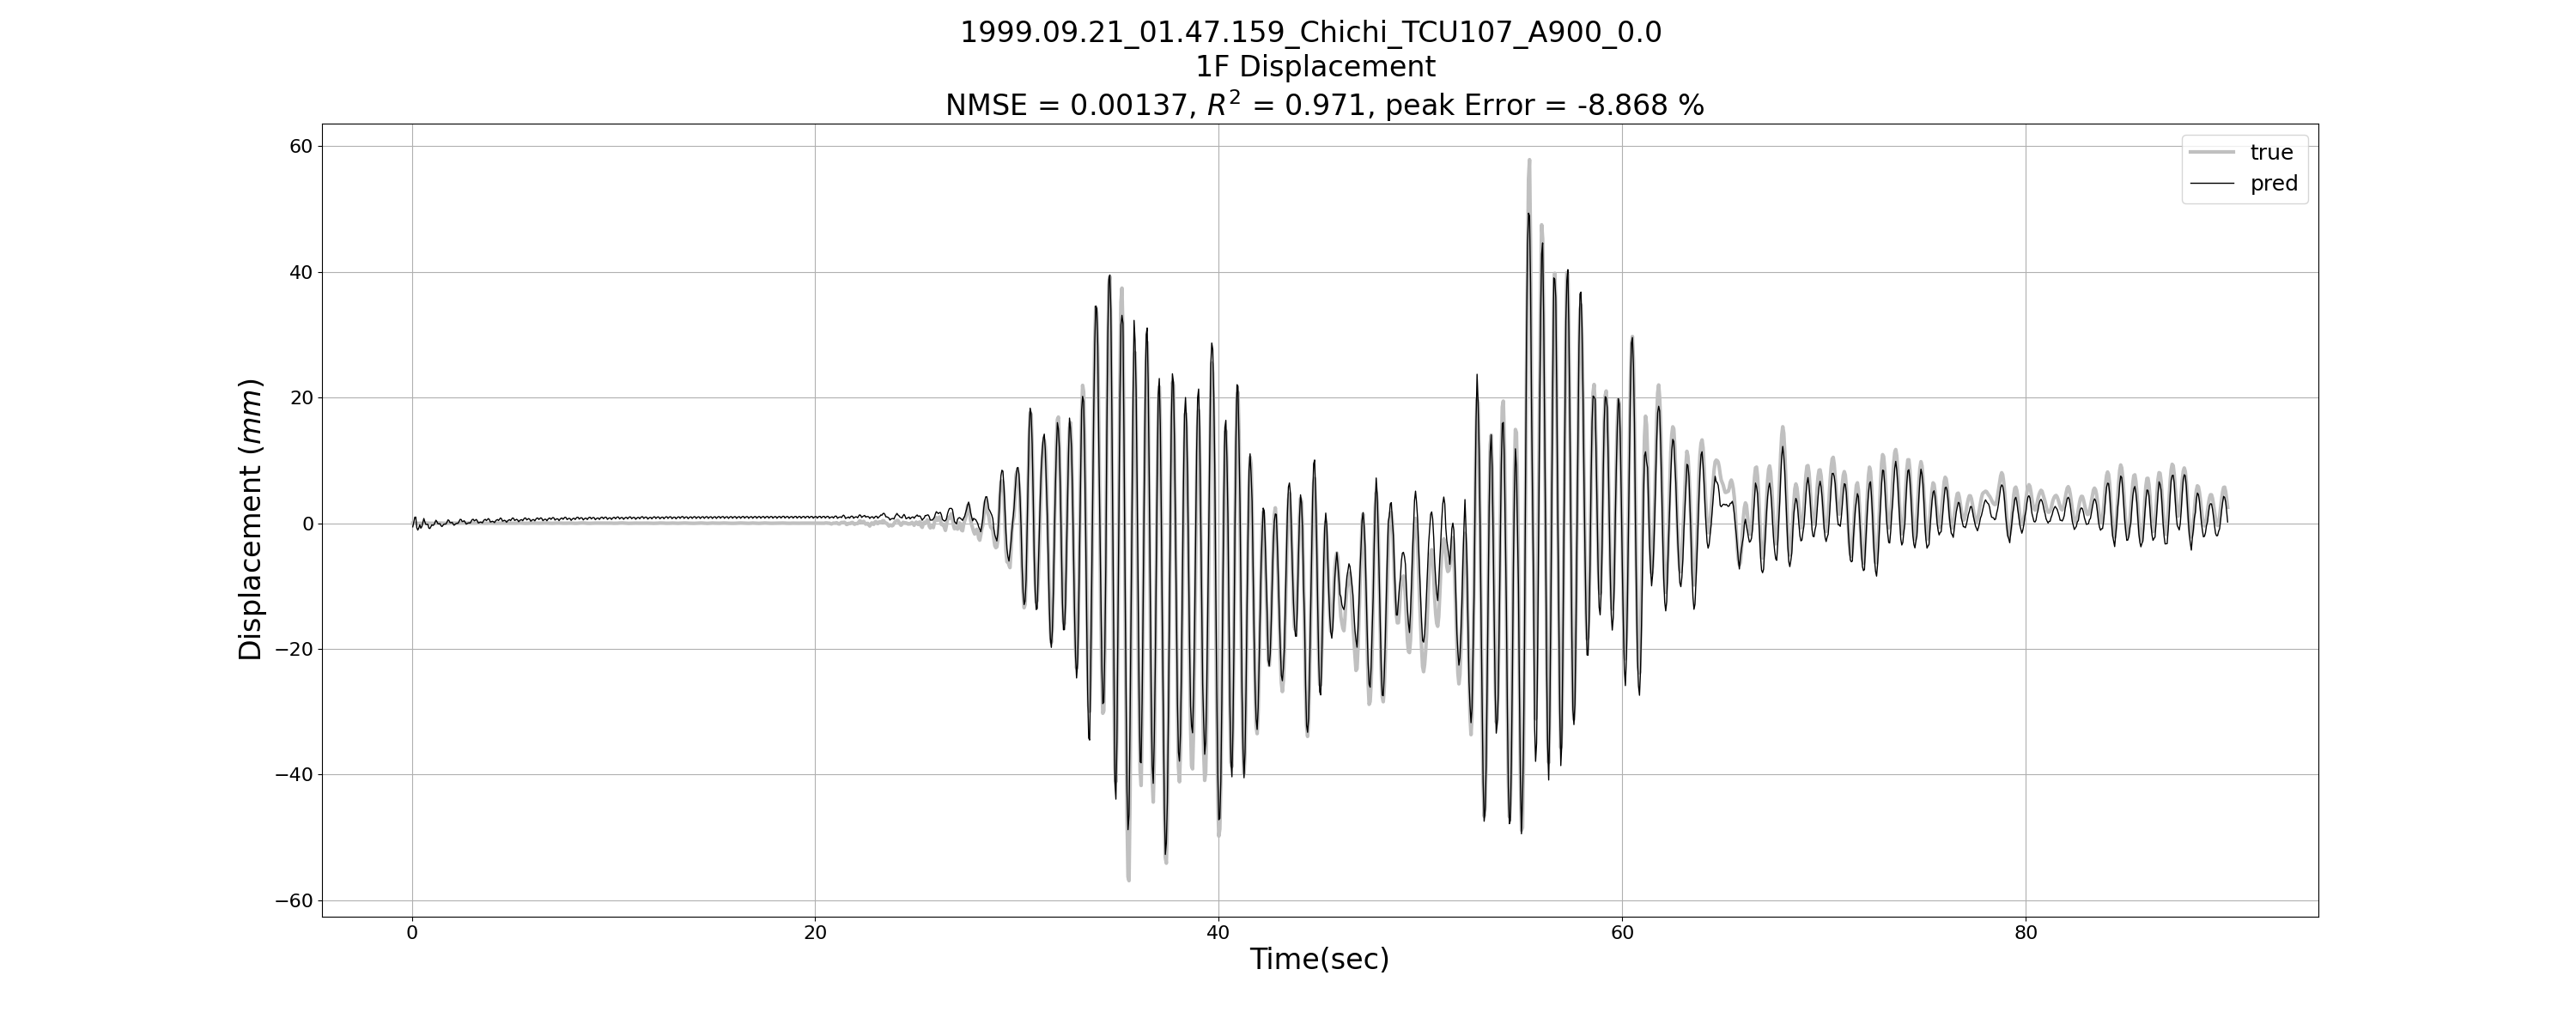 1999.09.21_01.47.159_Chichi_TCU107_A900_0.0
1F Displacement
NMSE = 0.00137, R² = 0.971, peak Error = -8.868 %
true
pred
60
40
20
0
−20
−40
−60
Displacement (mm)
0 20 40 60 80
Time(sec)